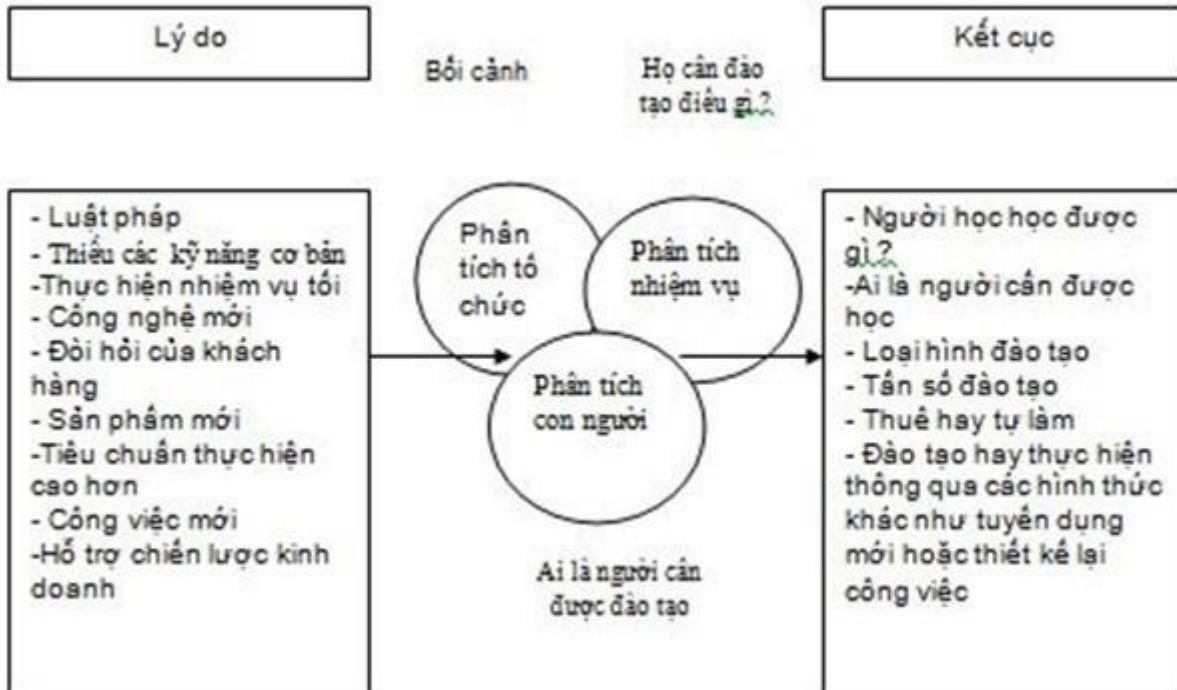 Lý do
Bối cảnh
Họ cần đào
tạo điều gì?
Kết cục
- Luật pháp
- Thiếu các kỹ năng cơ bản
-Thực hiện nhiệm vụ tồi
- Công nghệ mới
- Đòi hỏi của khách
hàng
- Sản phẩm mới
-Tiêu chuẩn thực hiện
cao hơn
- Công việc mới
-Hỗ trợ chiến lược kinh
doanh
Phân
tích tổ
chức
Phân tích
nhiệm vụ
Phân tích
con người
Ai là người cần
được đào tạo
- Người học học được
gì?
-Ai là người cần được
học
- Loại hình đào tạo
- Tần số đào tạo
- Thuê hay tự làm
- Đào tạo hay thực hiện
thông qua các hình thức
khác như tuyển dụng
mới hoặc thiết kế lại
công việc